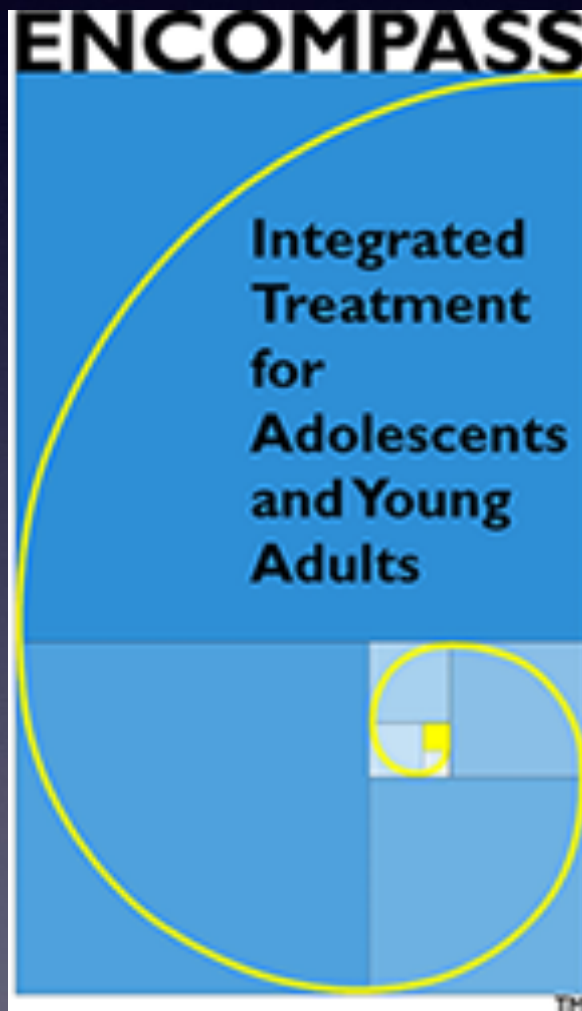 ENCOMPASS
Integrated
Treatment
for
Adolescents
and Young
Adults
TM